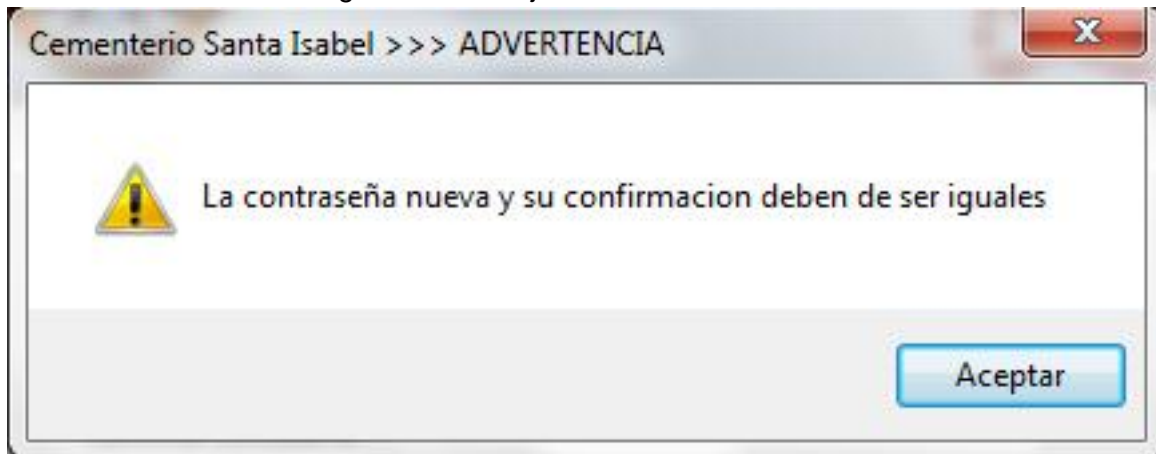 Cementerio Santa Isabel >>> ADVERTENCIA
La contraseña nueva y su confirmacion deben de ser iguales
Aceptar